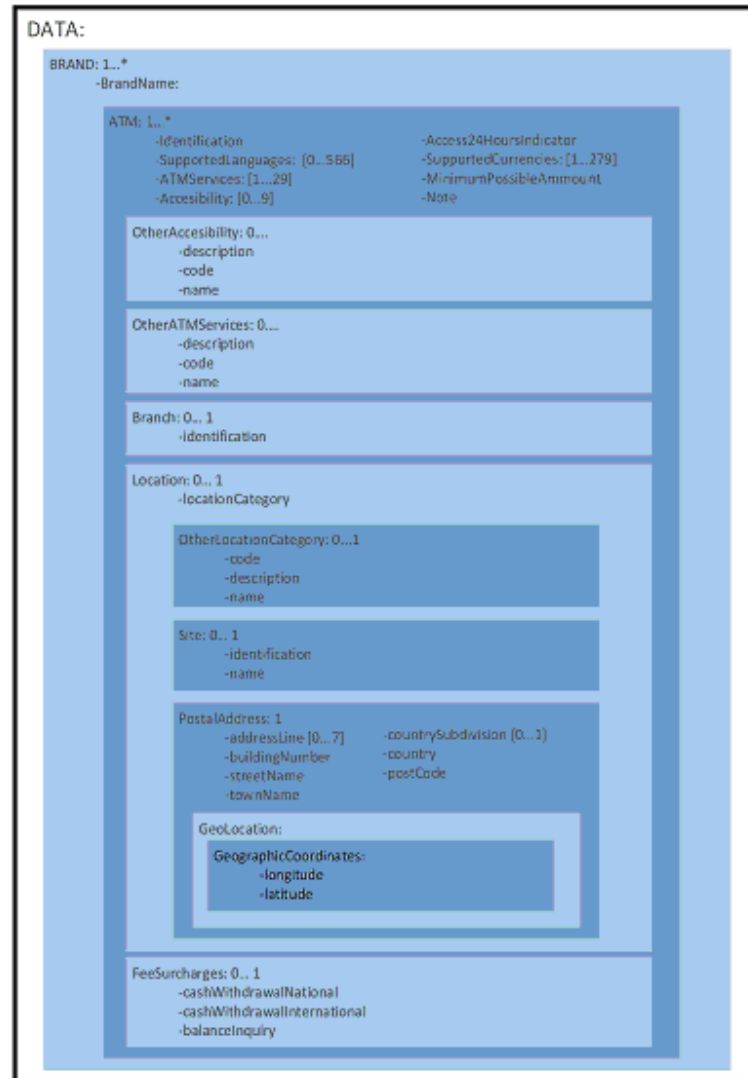 DATA:
BRAND: 1...*
-BrandName:
ATM: 1.. *
-Identification
-SupportedLanguages: [0...566]
-ATMServices: [1...29]
-Accesibility: [0...9]
-Access24HoursIndicator
-SupportedCurrencies: [1...279]
-MinimumPossibleAmmount
-Note
OtherAccesibility: 0....
-description
-code
-name
OtherATMServices: 0....
-description
-code
-name
Branch: 0... 1
-identification
Location: 0... 1
-locationCategory
OtherLocationCategory: 0...1
-code
-description
-name
Site: 0... 1
-identification
-name
PostalAddress: 1
-addressLine [0...7]
-buildingNumber
-streetName
-townName
-countrySubdivision [0...1]
-country
-postCode
GeoLocation:
GeographicCoordinates:
-longitude
-latitude
FeeSurcharges: 0... 1
-cashWithdrawalNational
-cashWithdrawalInternational
-balanceInquiry